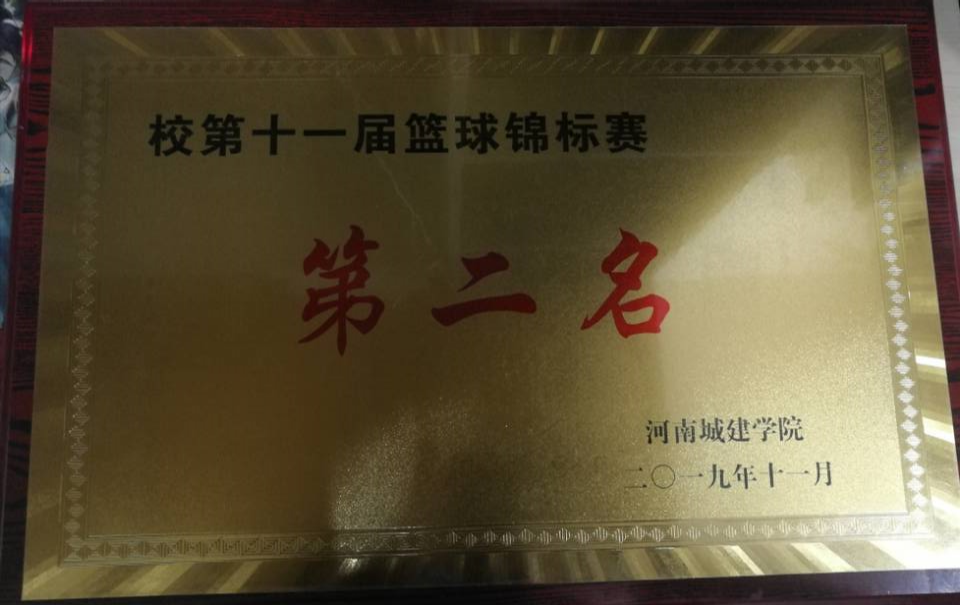 校第十一届篮球锦标赛
第二名
河南城建学院
二〇一九年十一月